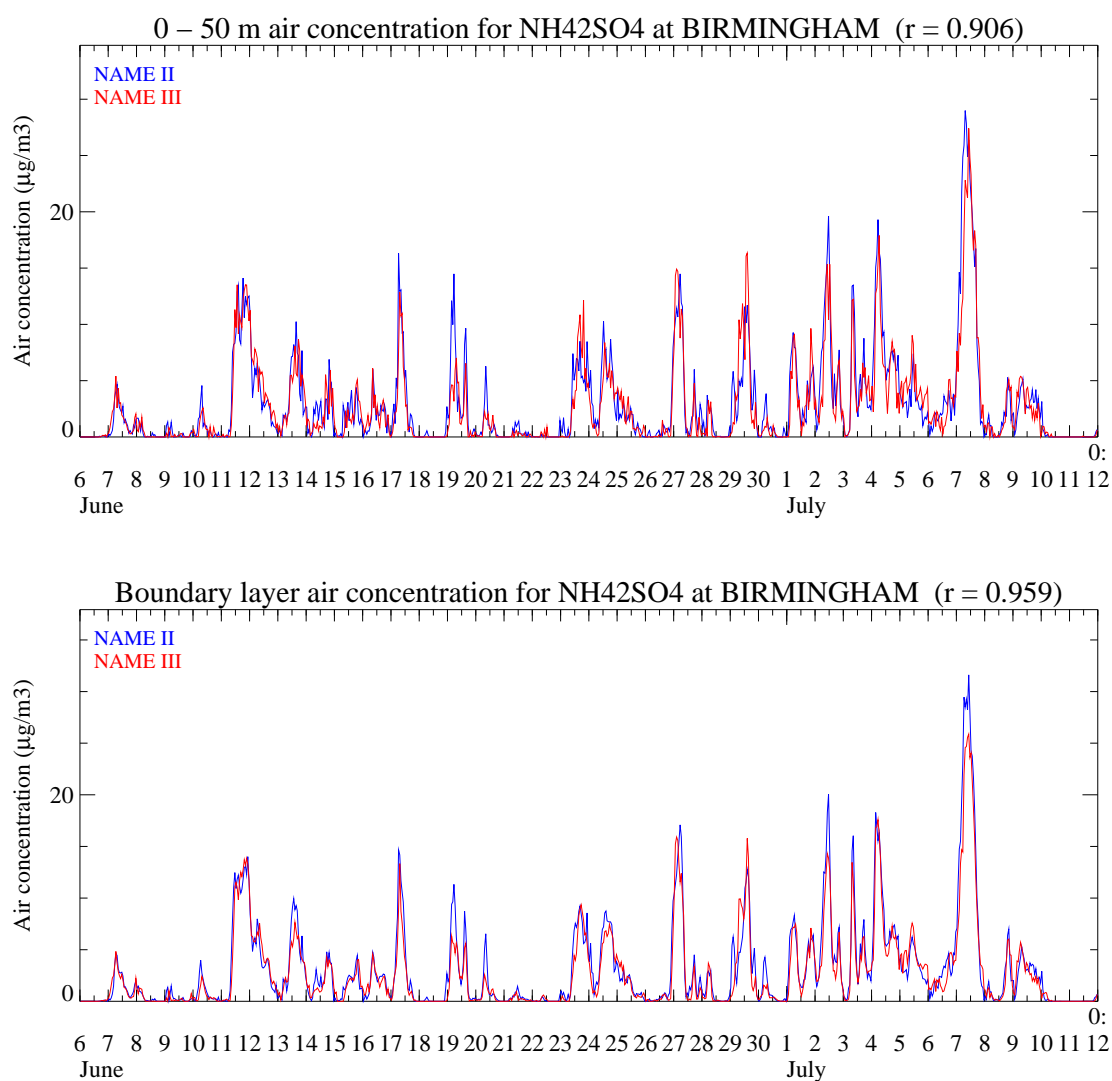 0 – 50 m air concentration for NH42SO4 at BIRMINGHAM (r = 0.906)
NAME II
NAME III
Air concentration (μg/m3)
20
0
0:
6 7 8 9 10 11 12 13 14 15 16 17 18 19 20 21 22 23 24 25 26 27 28 29 30 1 2 3 4 5 6 7 8 9 10 11 12
June July
Boundary layer air concentration for NH42SO4 at BIRMINGHAM (r = 0.959)
NAME II
NAME III
Air concentration (μg/m3)
20
0
0:
6 7 8 9 10 11 12 13 14 15 16 17 18 19 20 21 22 23 24 25 26 27 28 29 30 1 2 3 4 5 6 7 8 9 10 11 12
June July